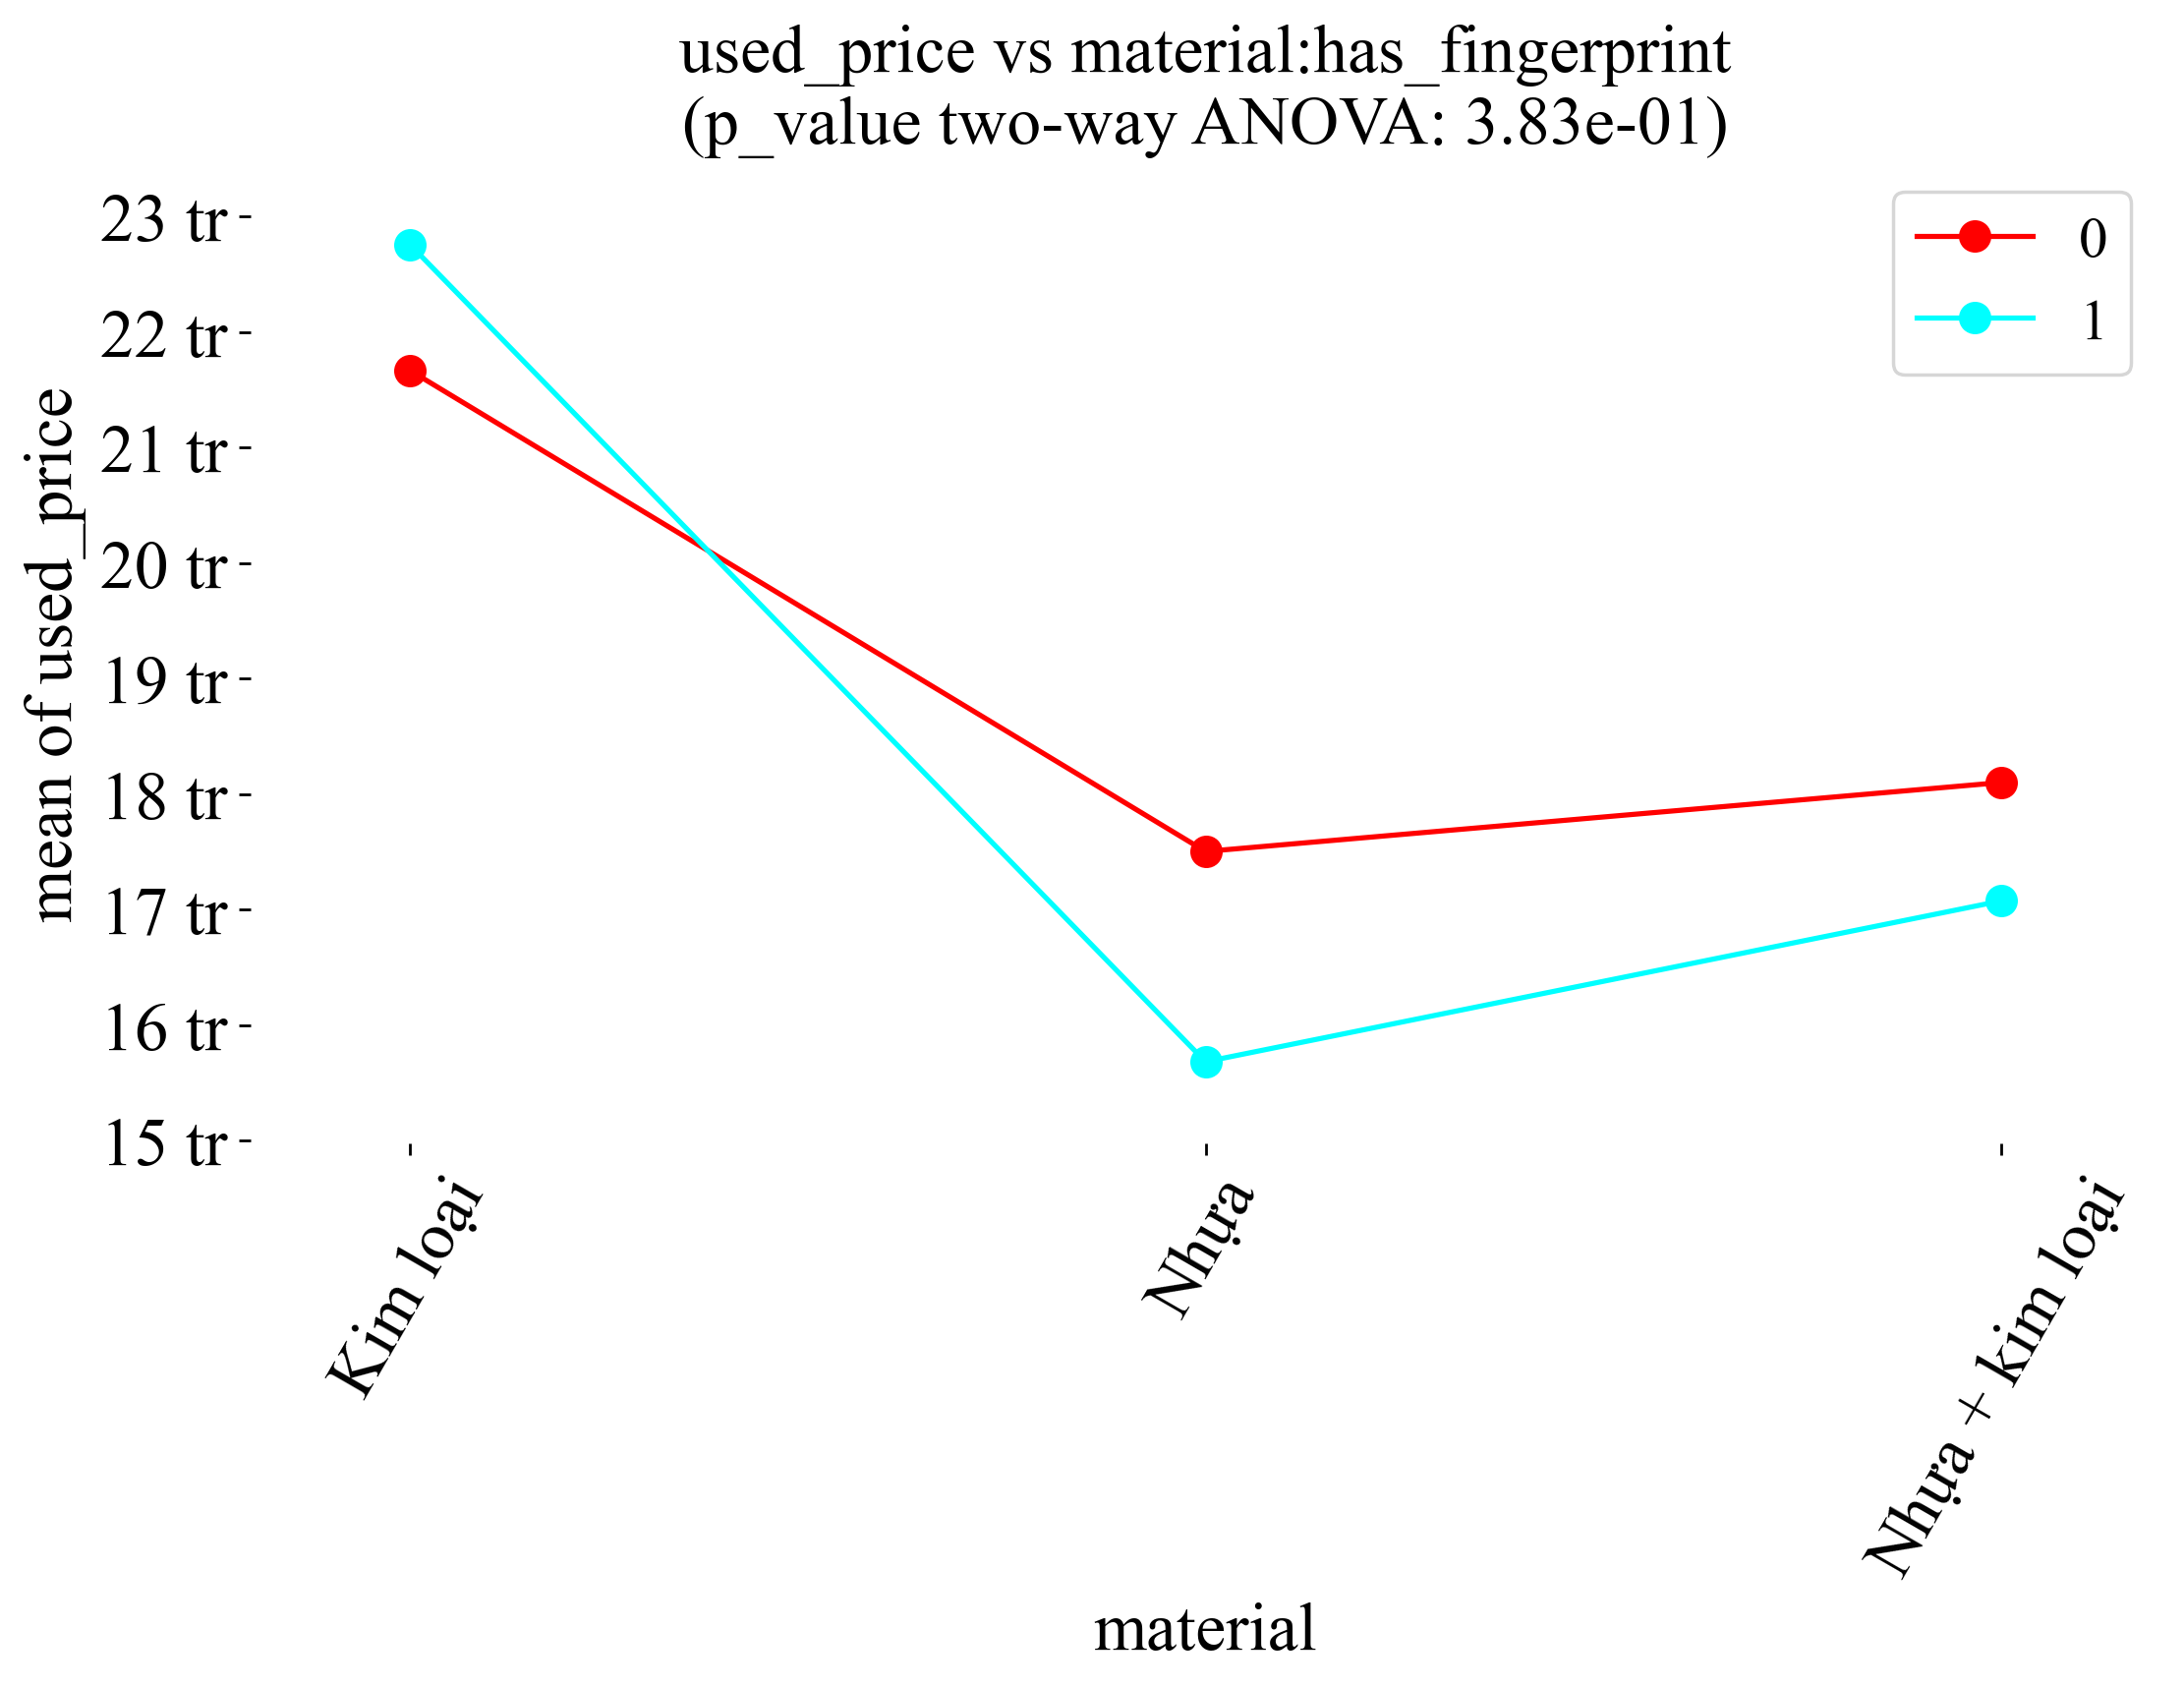 used_price vs material:has_fingerprint
(p_value two-way ANOVA: 3.83e-01)
0
1
mean of used_price
23 tr
22 tr
21 tr
20 tr
19 tr
18 tr
17 tr
16 tr
15 tr
Kim loại
Nhựa
Nhựa + kim loại
material